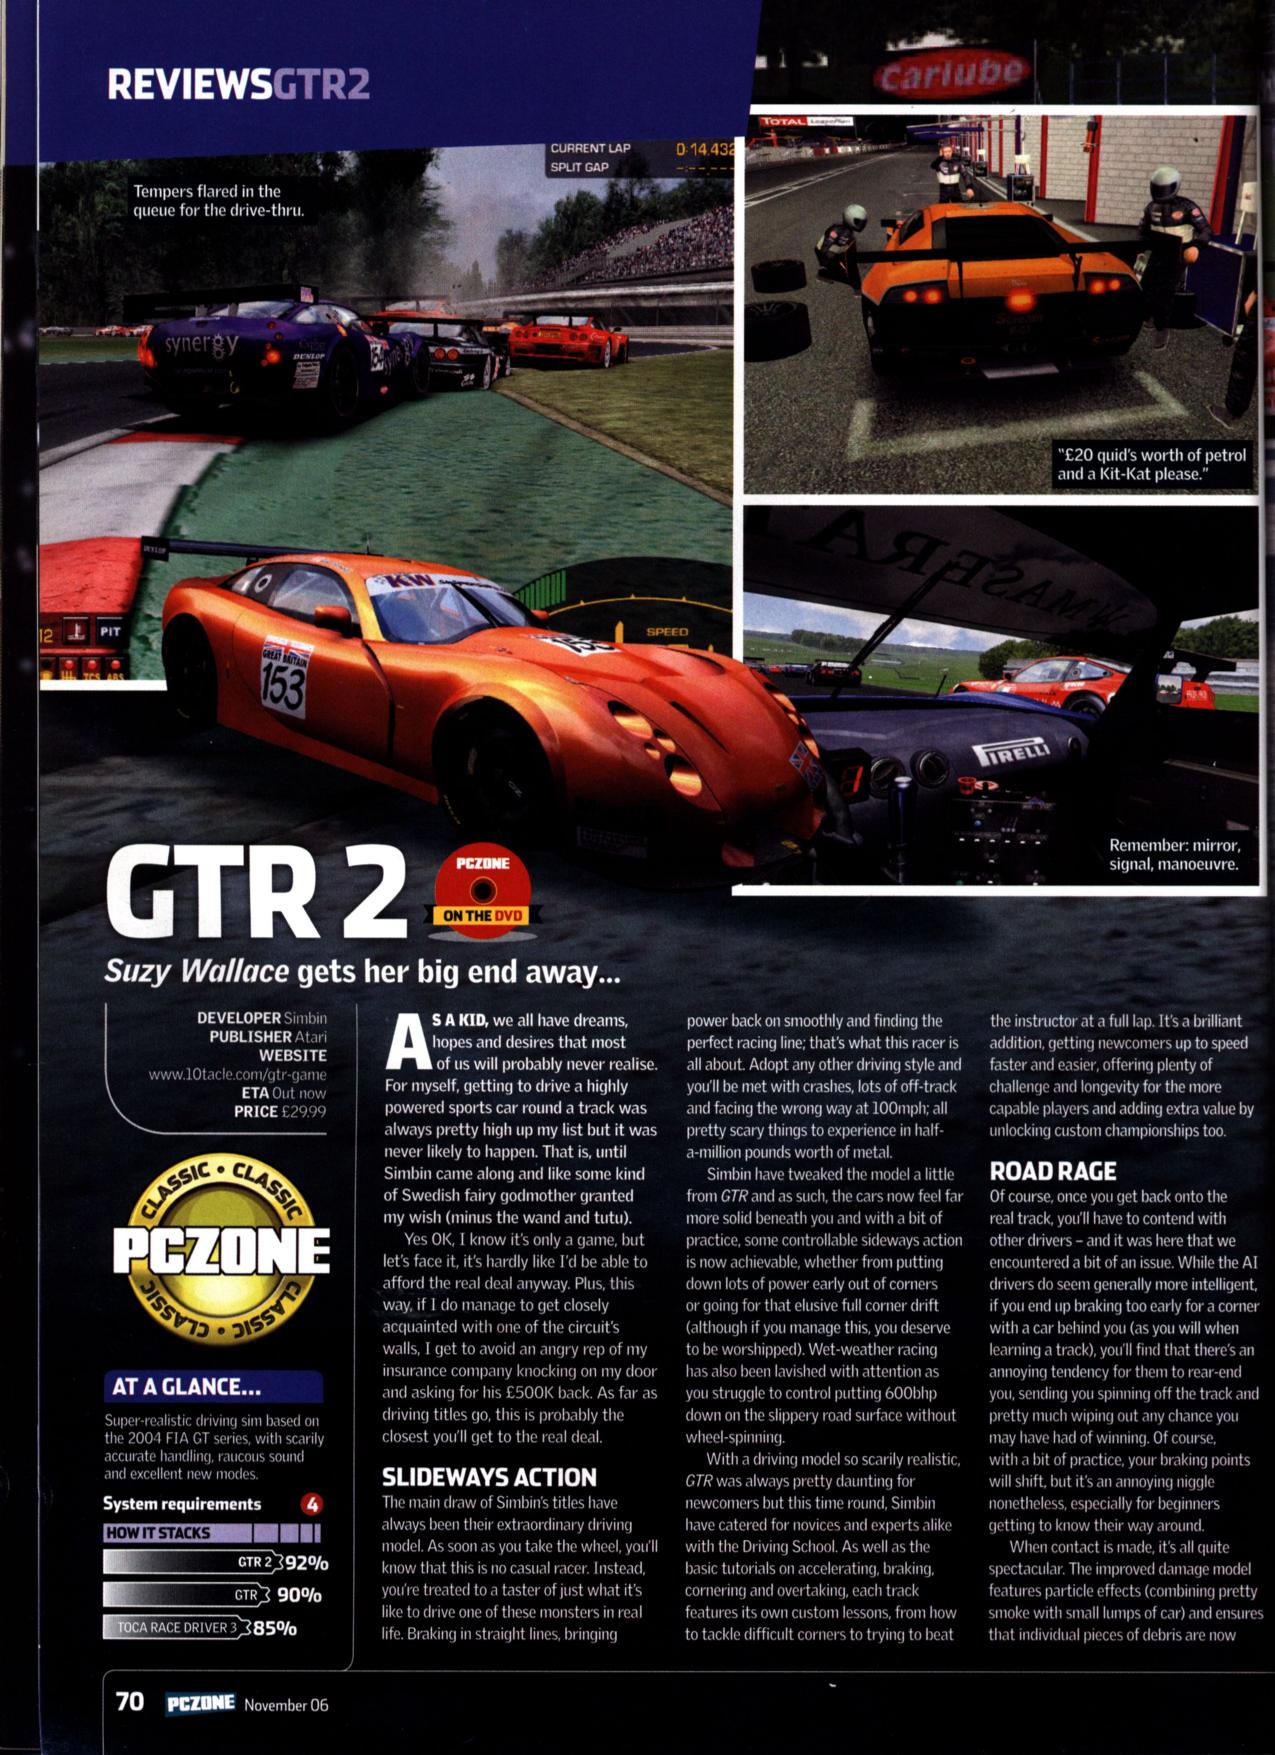 REVIEWSGTR2
Carlube
CURRENT LAP 0:14.432
SPLIT GAP -:-----
Tempers flared in the
queue for the drive-thru.
TOTAL
synergy
DUNLOP
"£20 quid's worth of petrol
and a Kit-Kat please."
MASERA
PIRELLI
Remember: mirror,
signal, manoeuvre.
DUNLOP
KW
GREAT BRITAIN
153
SPEED
12 PIT
TCS ABS
GTR 2
PCZONE
ON THE DVD
Suzy Wallace gets her big end away...
DEVELOPER Simbin
PUBLISHER Atari
WEBSITE
www.10tacle.com/gtr-game
ETA Out now
PRICE £29.99
CLASSIC • CLASSIC
PCZONE
CLASSIC • CLASSIC
AT A GLANCE...
Super-realistic driving sim based on
the 2004 FIA GT series, with scarily
accurate handling, raucous sound
and excellent new modes.
System requirements 4
HOW IT STACKS
GTR 2 92%
GTR 90%
TOCA RACE DRIVER 3 85%
AS A KID, we all have dreams,
hopes and desires that most
of us will probably never realise.
For myself, getting to drive a highly
powered sports car round a track was
always pretty high up my list but it was
never likely to happen. That is, until
Simbin came along and like some kind
of Swedish fairy godmother granted
my wish (minus the wand and tutu).
Yes OK, I know it's only a game, but
let's face it, it's hardly like I'd be able to
afford the real deal anyway. Plus, this
way, if I do manage to get closely
acquainted with one of the circuit's
walls, I get to avoid an angry rep of my
insurance company knocking on my door
and asking for his £500K back. As far as
driving titles go, this is probably the
closest you'll get to the real deal.
SLIDEWAYS ACTION
The main draw of Simbin's titles have
always been their extraordinary driving
model. As soon as you take the wheel, you'll
know that this is no casual racer. Instead,
you're treated to a taster of just what it's
like to drive one of these monsters in real
life. Braking in straight lines, bringing
power back on smoothly and finding the
perfect racing line; that's what this racer is
all about. Adopt any other driving style and
you'll be met with crashes, lots of off-track
and facing the wrong way at 100mph; all
pretty scary things to experience in half-
a-million pounds worth of metal.
Simbin have tweaked the model a little
from GTR and as such, the cars now feel far
more solid beneath you and with a bit of
practice, some controllable sideways action
is now achievable, whether from putting
down lots of power early out of corners
or going for that elusive full corner drift
(although if you manage this, you deserve
to be worshipped). Wet-weather racing
has also been lavished with attention as
you struggle to control putting 600bhp
down on the slippery road surface without
wheel-spinning.
With a driving model so scarily realistic,
GTR was always pretty daunting for
newcomers but this time round, Simbin
have catered for novices and experts alike
with the Driving School. As well as the
basic tutorials on accelerating, braking,
cornering and overtaking, each track
features its own custom lessons, from how
to tackle difficult corners to trying to beat
the instructor at a full lap. It's a brilliant
addition, getting newcomers up to speed
faster and easier, offering plenty of
challenge and longevity for the more
capable players and adding extra value by
unlocking custom championships too.
ROAD RAGE
Of course, once you get back onto the
real track, you'll have to contend with
other drivers – and it was here that we
encountered a bit of an issue. While the AI
drivers do seem generally more intelligent,
if you end up braking too early for a corner
with a car behind you (as you will when
learning a track), you'll find that there's an
annoying tendency for them to rear-end
you, sending you spinning off the track and
pretty much wiping out any chance you
may have had of winning. Of course,
with a bit of practice, your braking points
will shift, but it's an annoying niggle
nonetheless, especially for beginners
getting to know their way around.
When contact is made, it's all quite
spectacular. The improved damage model
features particle effects (combining pretty
smoke with small lumps of car) and ensures
that individual pieces of debris are now
70 PCZONE November 06